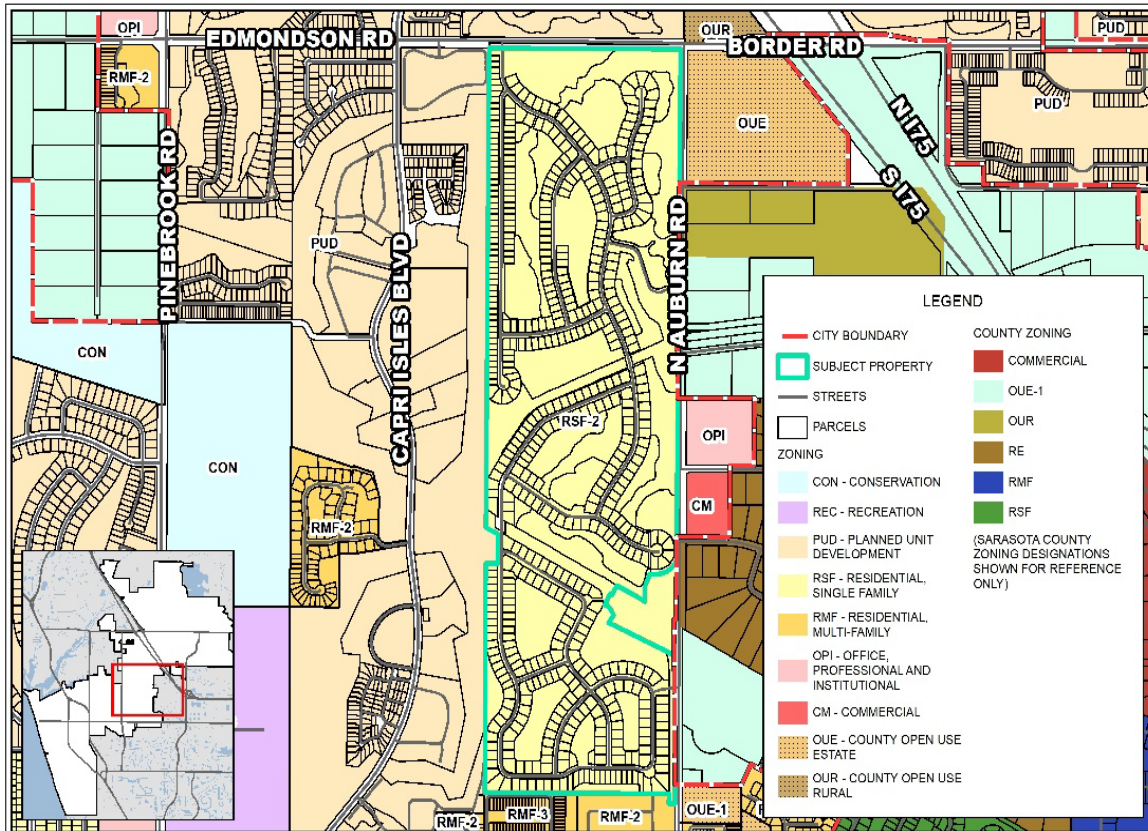 OPI
EDMONDSON RD
OUR
BORDER RD
PUD
RMF-2
PUD
OUE
N I 75
S I 75
PINEBROOK RD
PUD
CAPRI ISLES BLVD
N AUBURN RD
CON
CON
RSF-2
OPI
CM
RMF-2
RMF-2
RMF-3
RMF-2
OUE-1
LEGEND
CITY BOUNDARY
SUBJECT PROPERTY
STREETS
PARCELS
ZONING
CON - CONSERVATION
REC - RECREATION
PUD - PLANNED UNIT
DEVELOPMENT
RSF - RESIDENTIAL,
SINGLE FAMILY
RMF - RESIDENTIAL,
MULTI-FAMILY
OPI - OFFICE,
PROFESSIONAL AND
INSTITUTIONAL
CM - COMMERCIAL
OUE - COUNTY OPEN USE
ESTATE
OUR - COUNTY OPEN USE
RURAL
COUNTY ZONING
COMMERCIAL
OUE-1
OUR
RE
RMF
RSF
(SARASOTA COUNTY
ZONING DESIGNATIONS
SHOWN FOR REFERENCE
ONLY)